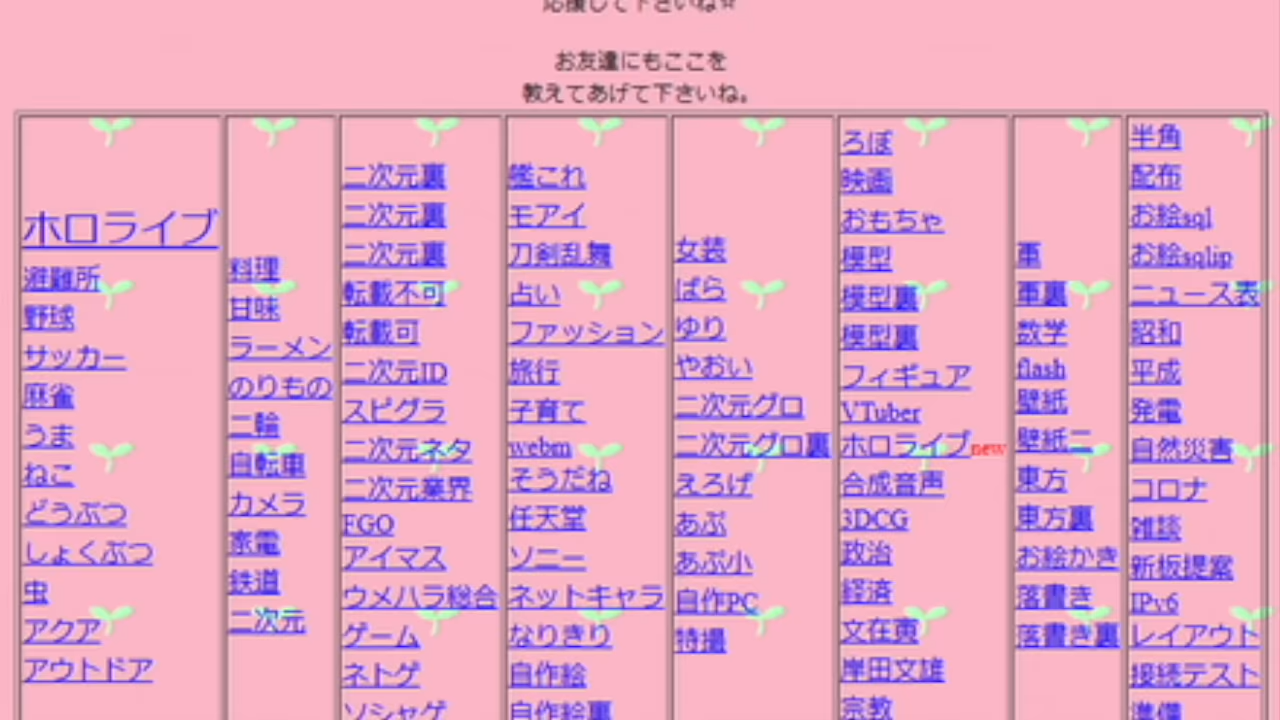 応援して下さいね☆
お友達にもここを
教えてあげて下さいね。
ホロライブ
避難所
野球
サッカー
麻雀
うま
ねこ
どうぶつ
しょくぶつ
虫
アクア
アウトドア
料理
甘味
ラーメン
のりもの
二輪
自転車
カメラ
家電
鉄道
二次元
二次元裏
二次元裏
二次元裏
転載不可
転載可
二次元ID
スピグラ
二次元ネタ
二次元業界
FGO
アイマス
ウメハラ総合
ゲーム
ネトゲ
ソシャゲ
艦これ
モアイ
刀剣乱舞
占い
ファッション
旅行
子育て
webm
そうだね
任天堂
ソニー
ネットキャラ
なりきり
自作絵
自作絵裏
女装
ばら
ゆり
やおい
二次元グロ
二次元グロ裏
えろげ
自作PC
特撮
ろぼ
映画
おもちゃ
模型
模型裏
模型裏
フィギュア
VTuber
ホロライブnew
合成音声
3DCG
政治
経済
文在寅
岸田文雄
宗教
軍
軍裏
数学
flash
壁紙
壁紙二
東方
東方裏
お絵かき
落書き
落書き裏
半角
配布
お絵sql
お絵sqlip
ニュース表
昭和
平成
発電
自然災害
コロナ
雑談
新板提案
IPv6
レイアウト
接続テスト
準備